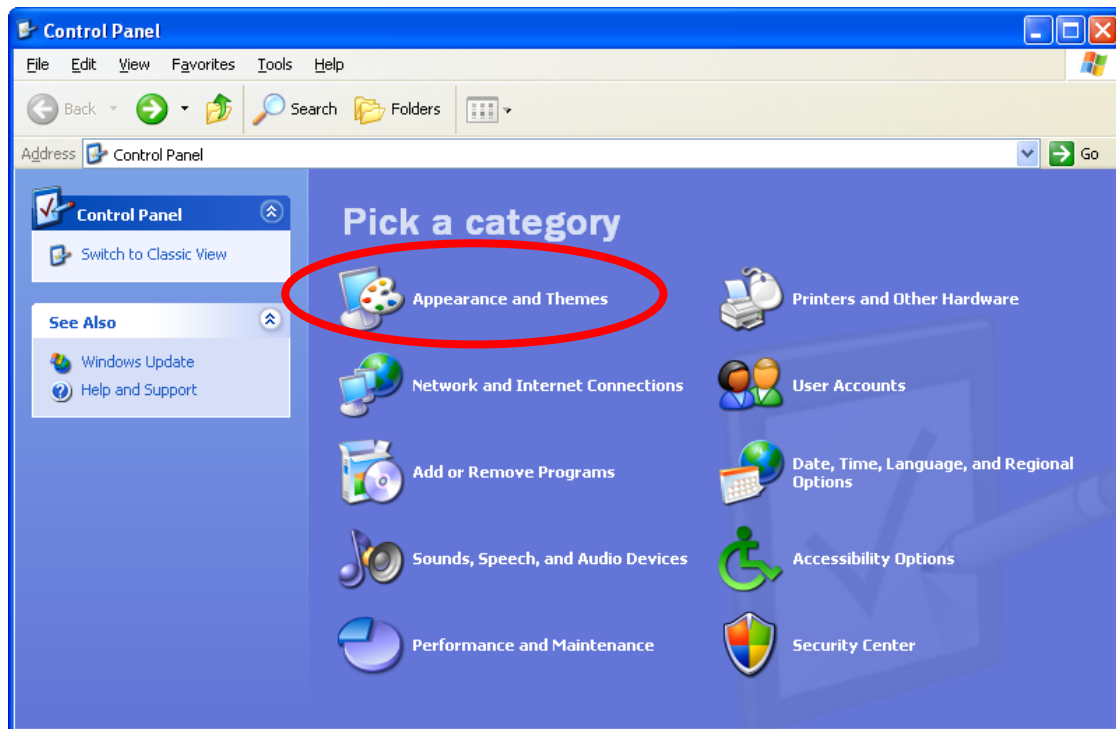 Control Panel
File Edit View Favorites Tools Help
Back Search Folders
Address Control Panel Go
Control Panel
Switch to Classic View
See Also
Windows Update
Help and Support
Pick a category
Appearance and Themes
Printers and Other Hardware
Network and Internet Connections
User Accounts
Add or Remove Programs
Date, Time, Language, and Regional
Options
Sounds, Speech, and Audio Devices
Accessibility Options
Performance and Maintenance
Security Center